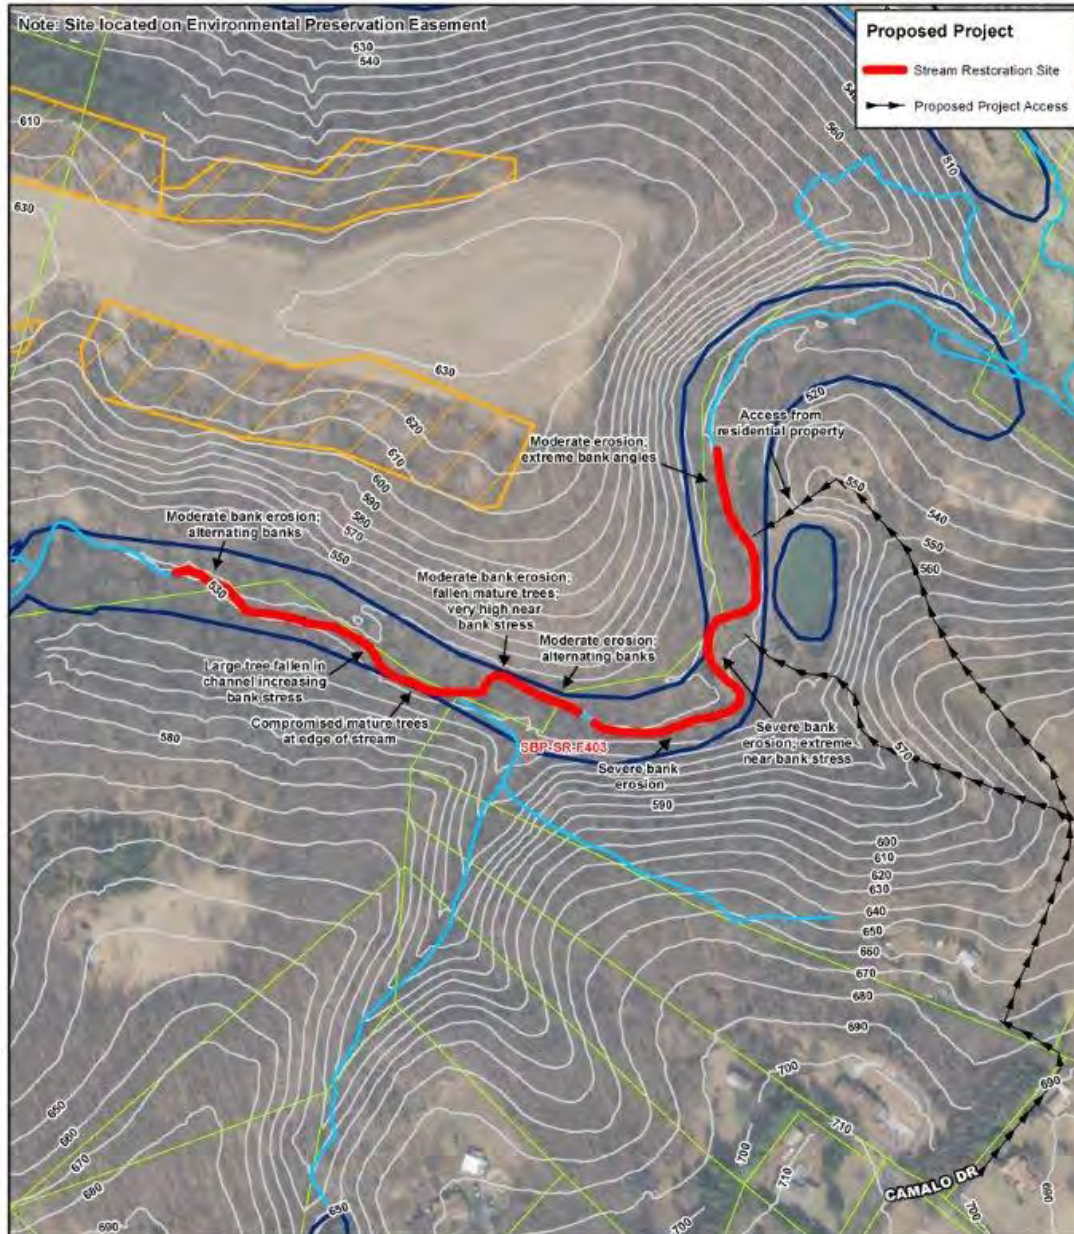 Note: Site located on Environmental Preservation Easement
Proposed Project
Stream Restoration Site
Proposed Project Access
530
540
610
630
560
510
630
620
610
600
590
580
570
550
520
Access from
residential property
Moderate erosion;
extreme bank angles
550
540
550
560
Moderate bank erosion;
alternating banks
530
Moderate bank erosion;
fallen mature trees;
very high near
bank stress
Moderate erosion;
alternating banks
Large tree fallen in
channel increasing
bank stress
Compromised mature trees
at edge of stream
SBP-SR-F403
Severe bank
erosion
Severe bank
erosion; extreme
near bank stress
570
580
590
600
610
620
630
640
650
660
670
680
690
700
690
710
700
710
CAMALO DR
700
690
650
660
670
680
690
650
700